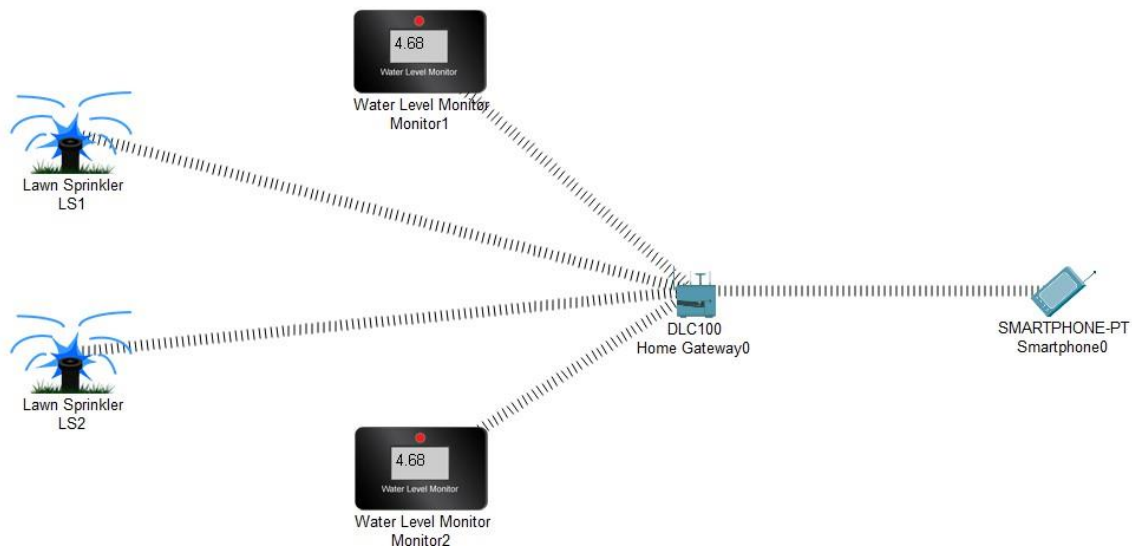 4.68
Water Level Monitor
Water Level Monitor
Monitor1
Lawn Sprinkler
LS1
DLC100
Home Gateway0
SMARTPHONE-PT
Smartphone0
Lawn Sprinkler
LS2
4.68
Water Level Monitor
Water Level Monitor
Monitor2